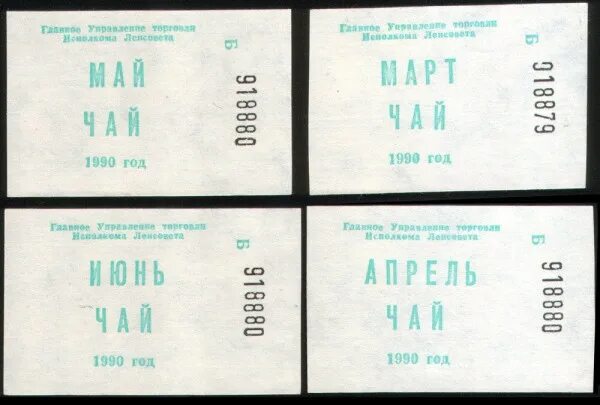 Главное Управление торговли
Исполкома Ленсовета
МАЙ
ЧАЙ
1990 год
Б 918880
Главное Управление торговли
Исполкома Ленсовета
МАРТ
ЧАЙ
1990 год
Б 918879
Главное Управление торговли
Исполкома Ленсовета
ИЮНЬ
ЧАЙ
1990 год
Б 918880
Главное Управление торговли
Исполкома Ленсовета
АПРЕЛЬ
ЧАЙ
1990 год
Б 918880